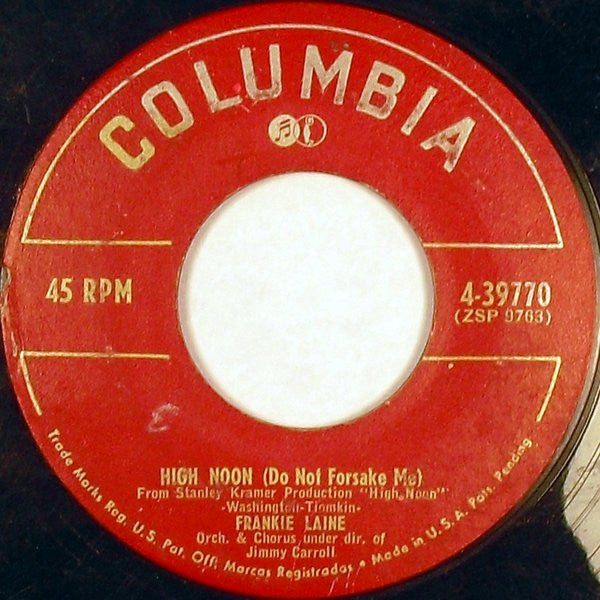 COLUMBIA
45 RPM
4-39770
(ZSP 9763)
HIGH NOON (Do Not Forsake Me)
From Stanley Kramer Production "High Noon"
-Washington-Tiomkin-
FRANKIE LAINE
Orch. & Chorus under dir. of
Jimmy Carroll
Trade Marks Reg. U.S. Pat. Off. Marcas Registradas • Made in U.S.A. Pats. Pending